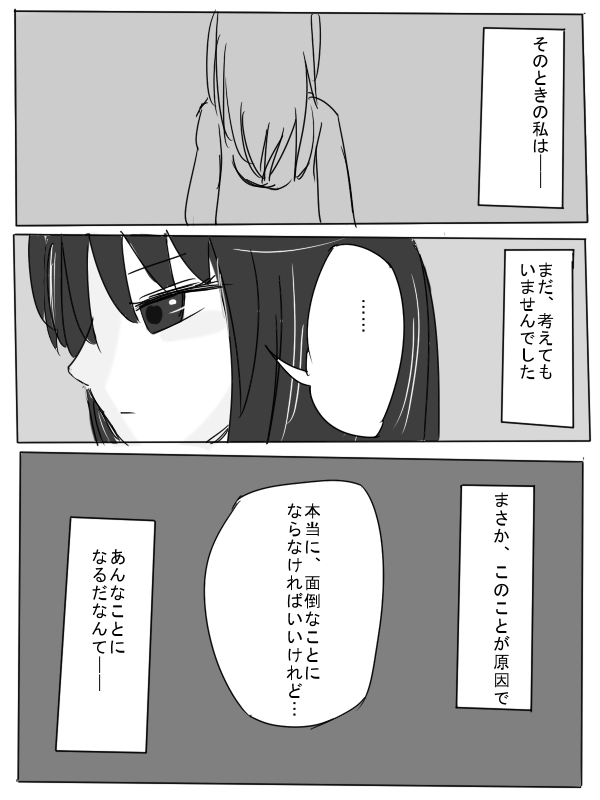 そのときの私は――
まだ、考えても
いませんでした
……
まさか、このことが原因で
本当に、面倒なことに
ならなければいいけれど…
あんなことに
なるだなんて――